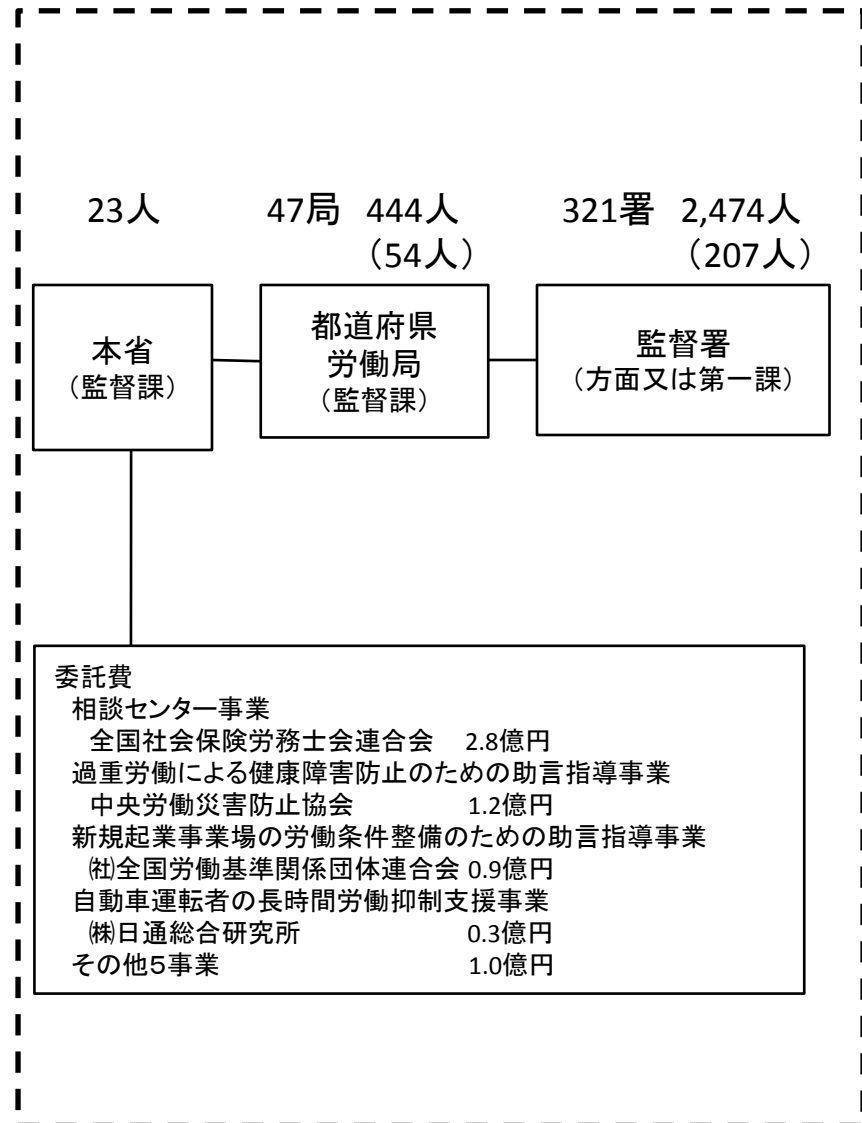 23人
47局 444人
（54人）
321署 2,474人
（207人）
本省
（監督課）
都道府県
労働局
（監督課）
監督署
（方面又は第一課）
委託費
相談センター事業
全国社会保険労務士会連合会 2.8億円
過重労働による健康障害防止のための助言指導事業
中央労働災害防止協会 1.2億円
新規起業事業場の労働条件整備のための助言指導事業
㈳全国労働基準関係団体連合会 0.9億円
自動車運転者の長時間労働抑制支援事業
㈱日通総合研究所 0.3億円
その他５事業 1.0億円